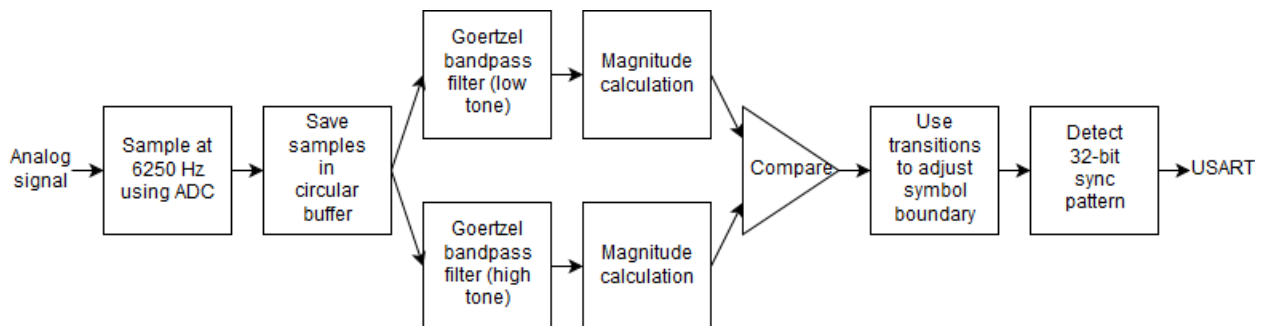 Analog
signal
Sample at
6250 Hz
using ADC
Save
samples
in
circular
buffer
Goertzel
bandpass
filter (low
tone)
Magnitude
calculation
Goertzel
bandpass
filter (high
tone)
Magnitude
calculation
Compare
Use
transitions
to adjust
symbol
boundary
Detect
32-bit
sync
pattern
USART